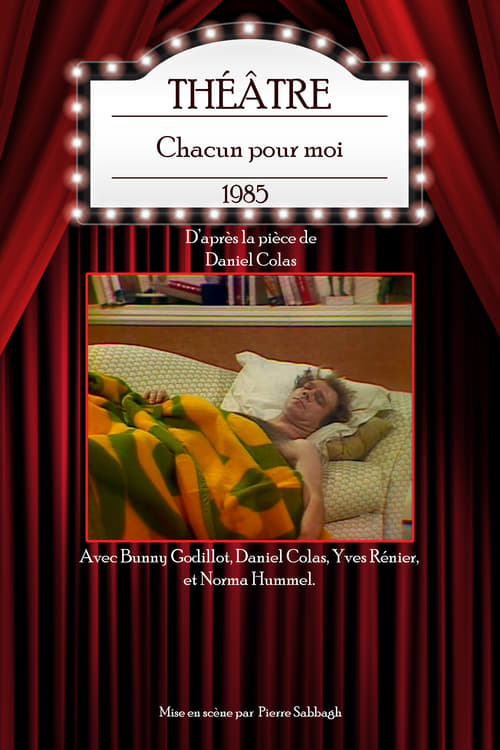 THÉÂTRE
Chacun pour moi
1985
D'après la pièce de
Daniel Colas
Avec Bunny Godillot, Daniel Colas, Yves Rénier,
et Norma Hummel.
Mise en scène par Pierre Sabbagh